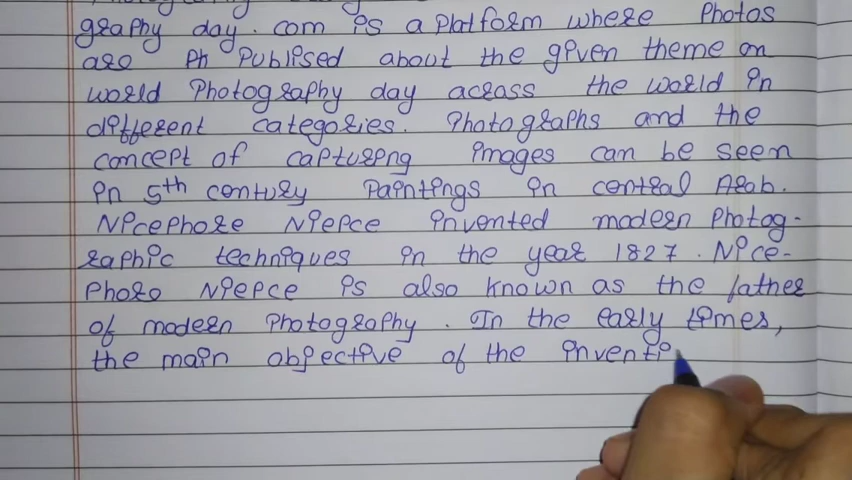 graphy day. com is a platform where Photos
are Ph Publised about the given theme on
world Photography day across the world in
different categories. Photographs and the
concept of capturing images can be seen
in 5th century Paintings in central Arab.
Nicephore Niepce invented modern photog-
raphic techniques in the year 1827. Nice-
phore Niepce is also known as the father
of modern Photography. In the early times,
the main objective of the inventi